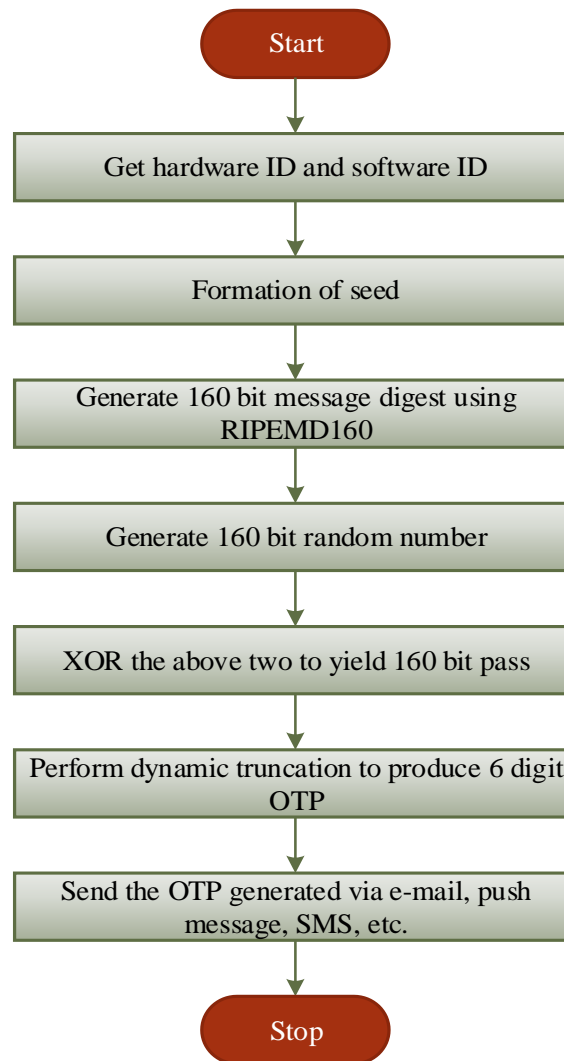 Start
Get hardware ID and software ID
Formation of seed
Generate 160 bit message digest using
RIPEMD160
Generate 160 bit random number
XOR the above two to yield 160 bit pass
Perform dynamic truncation to produce 6 digit
OTP
Send the OTP generated via e-mail, push
message, SMS, etc.
Stop